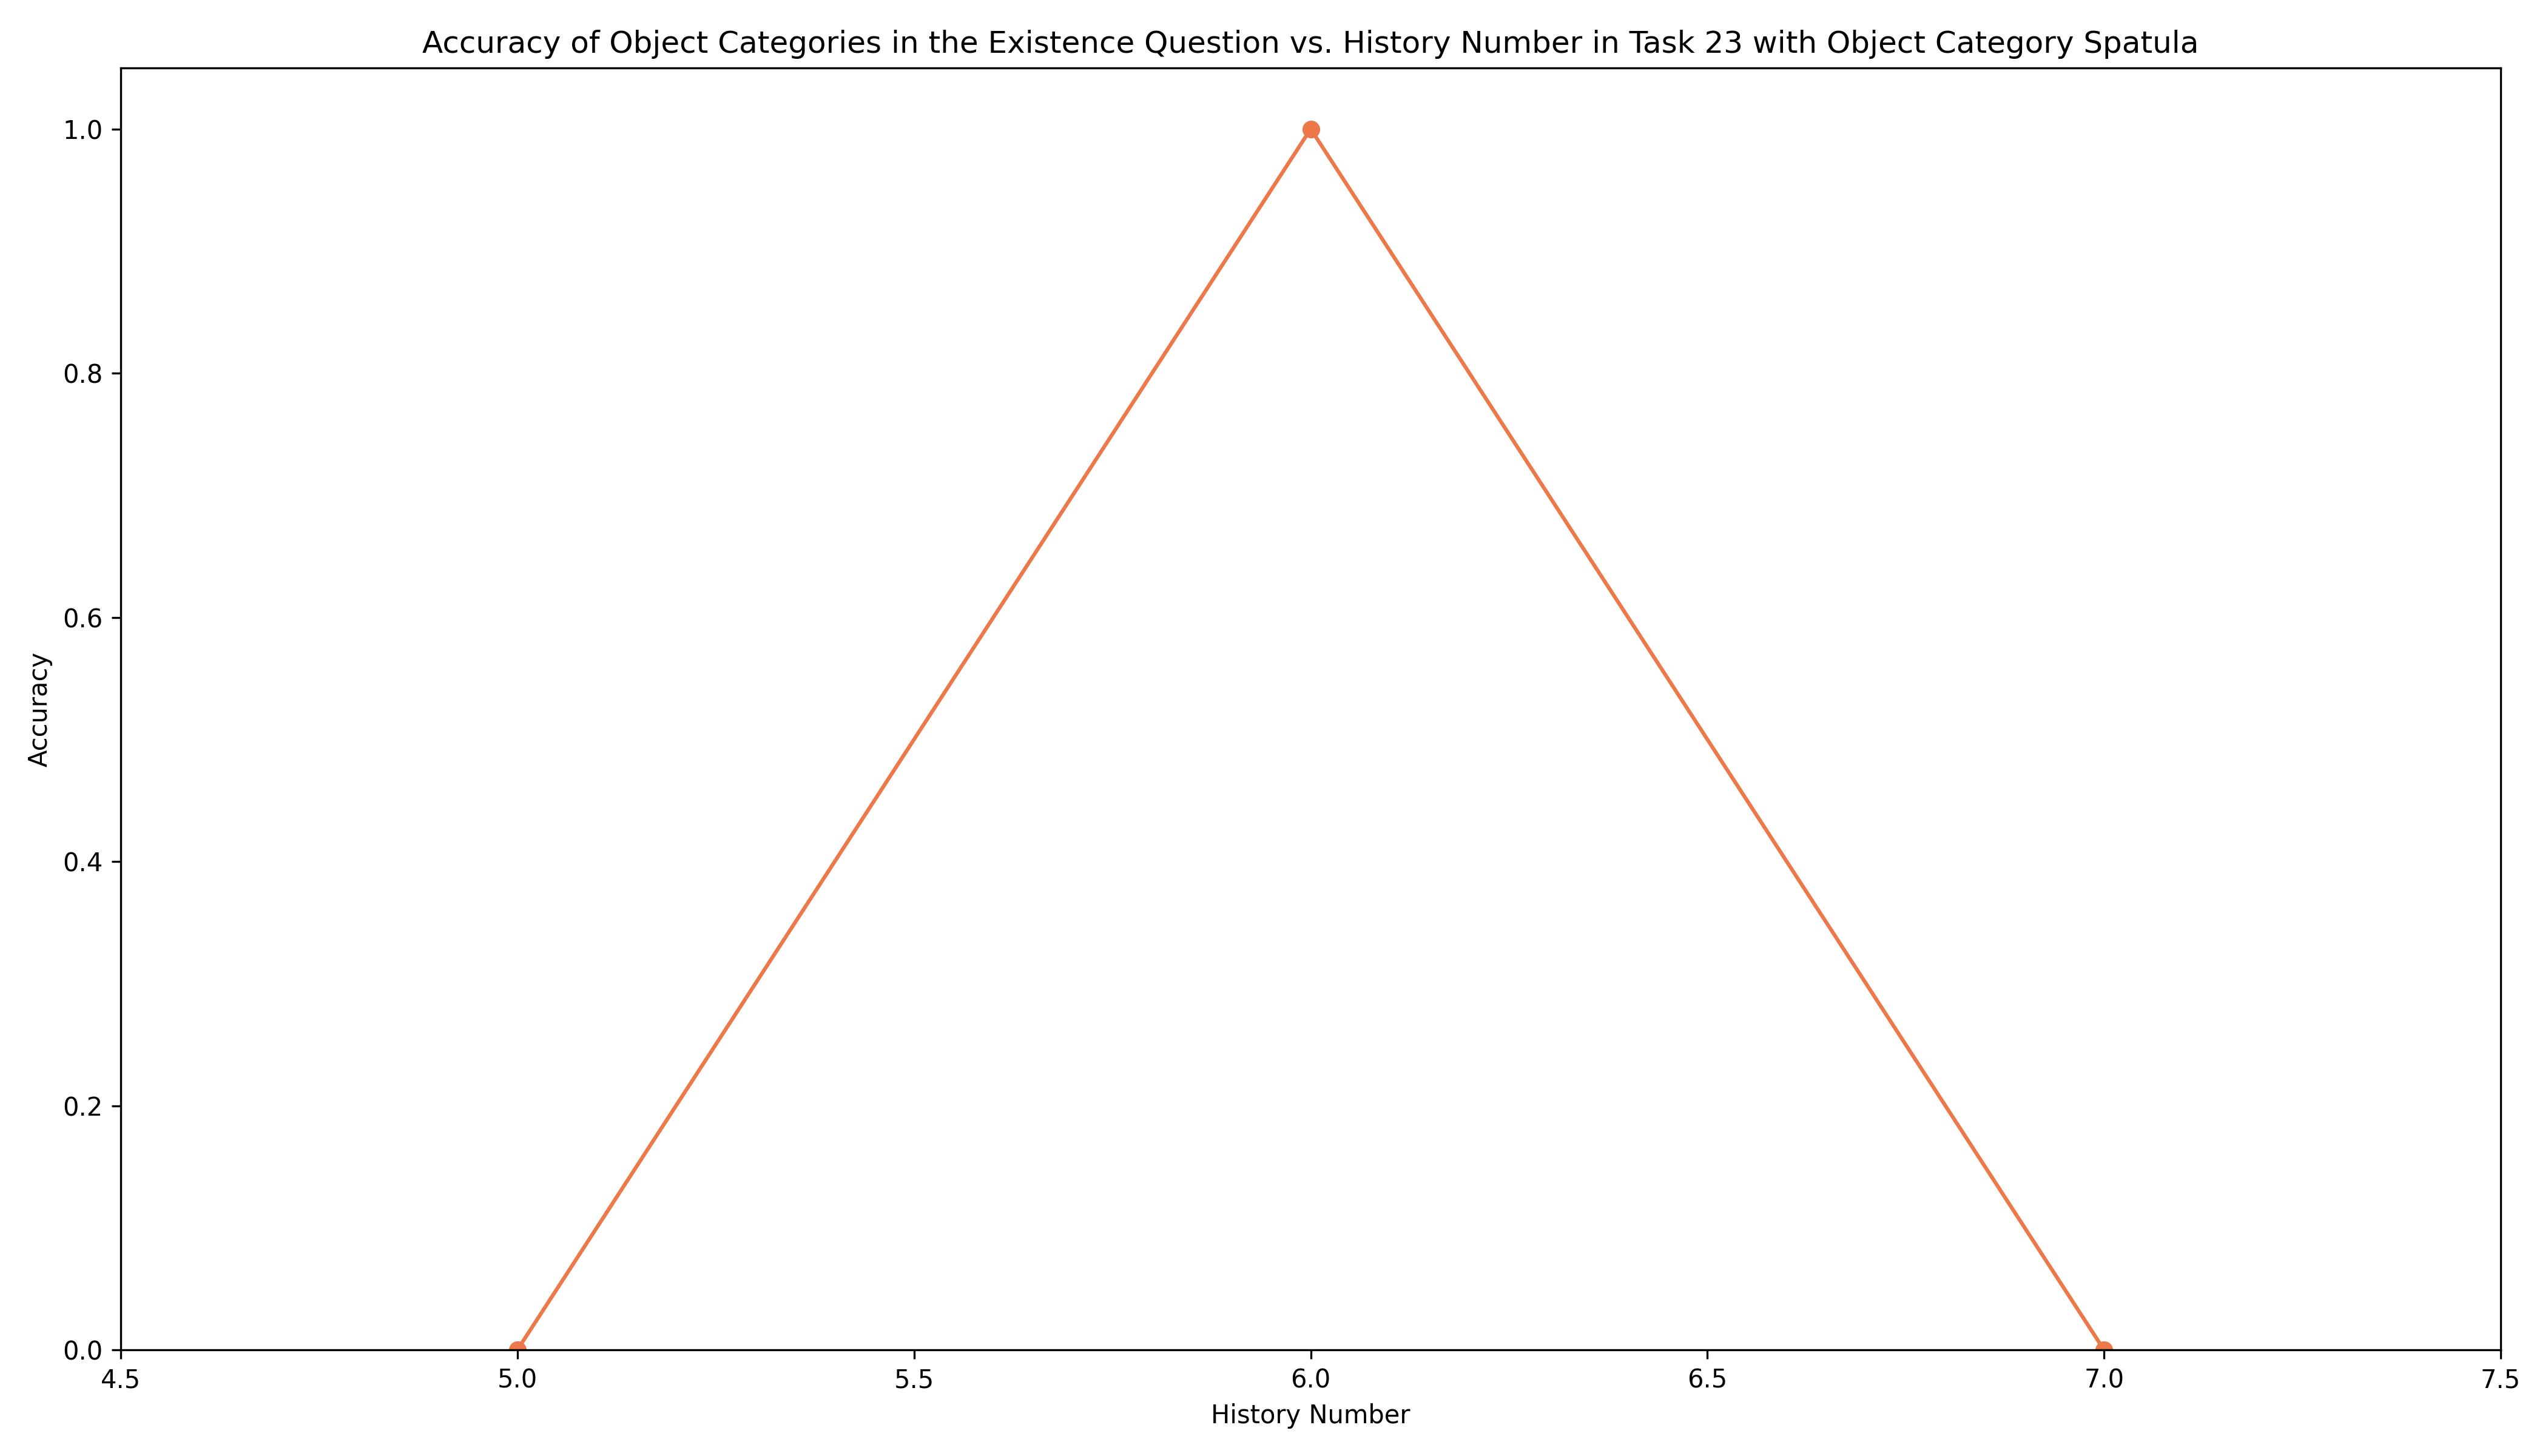 Accuracy of Object Categories in the Existence Question vs. History Number in Task 23 with Object Category Spatula
1.0
0.8
0.6
0.4
0.2
0.0
Accuracy
4.5 5.0 5.5 6.0 6.5 7.0 7.5
History Number